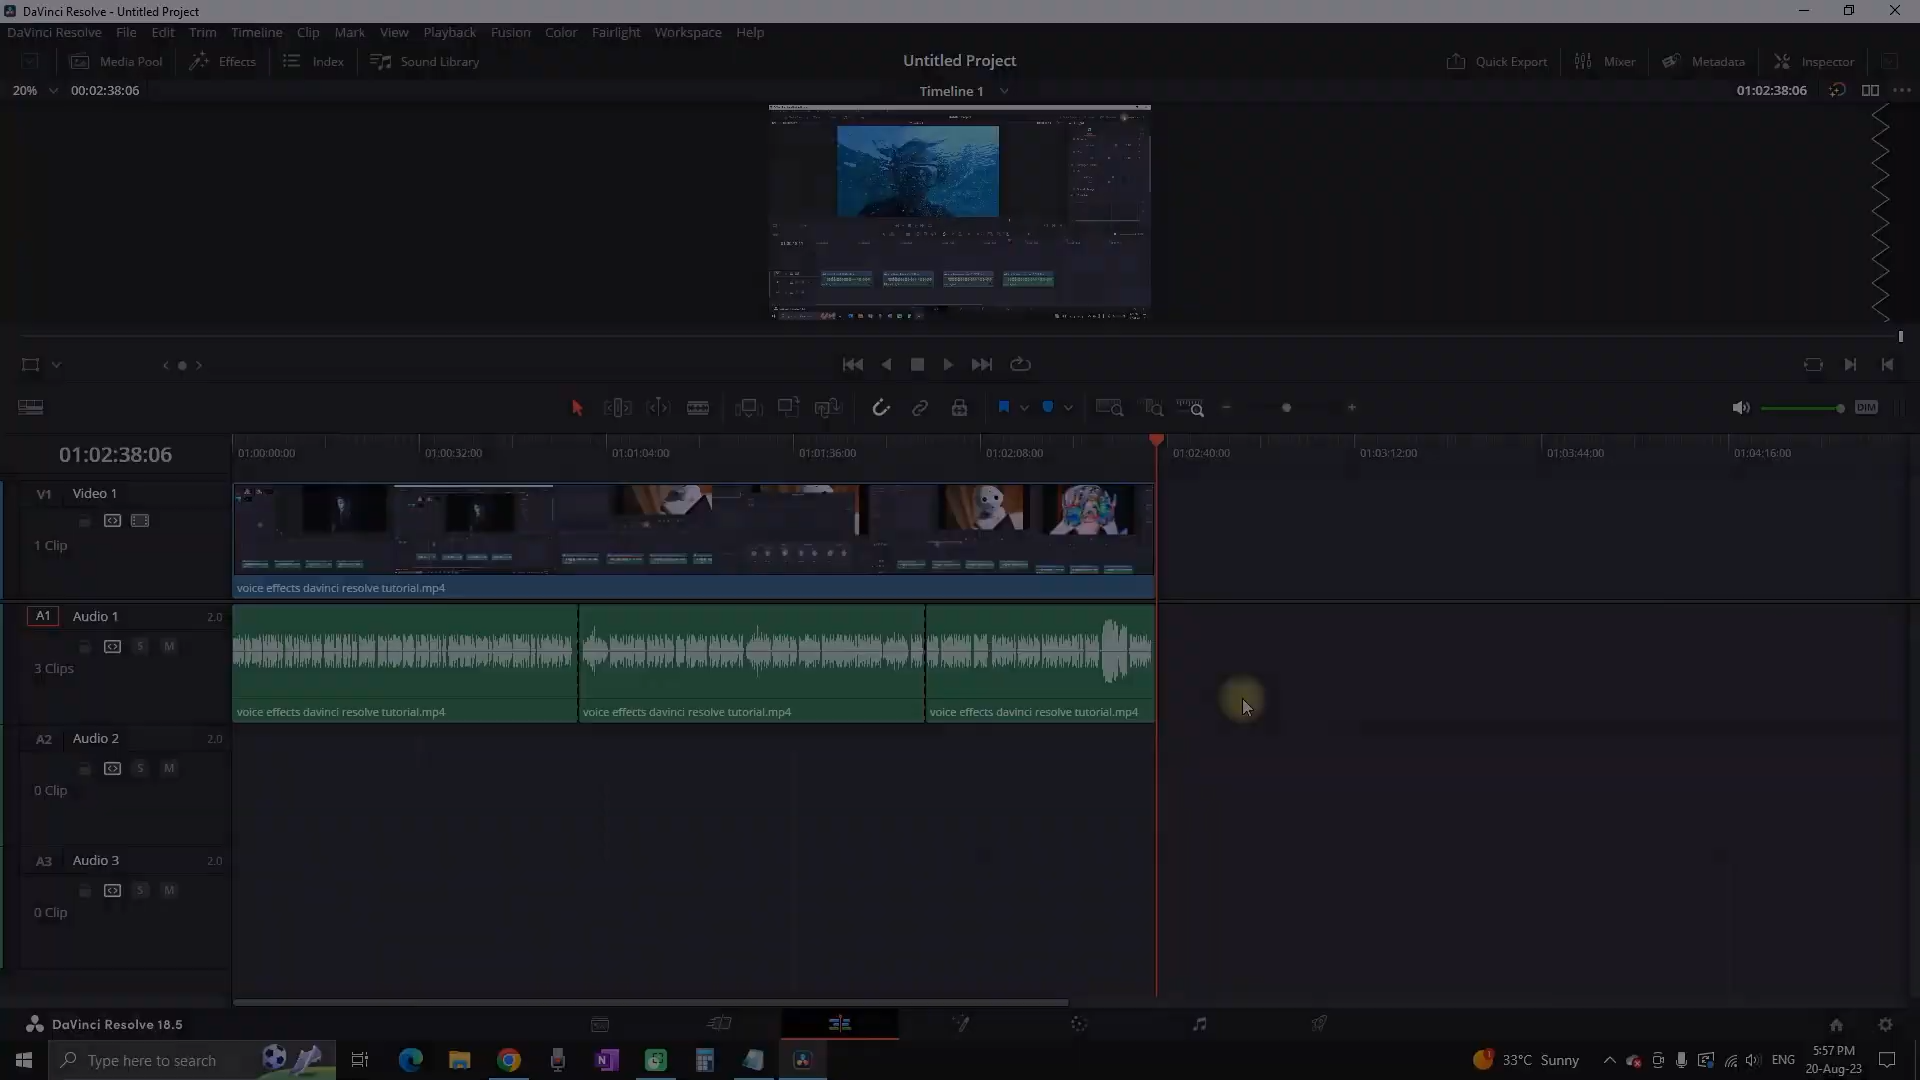 DaVinci Resolve - Untitled Project
DaVinci Resolve File Edit Trim Timeline Clip Mark View Playback Fusion Color Fairlight Workspace Help
Media Pool Effects Index Sound Library Untitled Project Quick Export Mixer Metadata Inspector
20% 00:02:38:06 Timeline 1 01:02:38:06
DIM
01:02:38:06 01:00:00:00 01:00:32:00 01:01:04:00 01:01:36:00 01:02:08:00 01:02:40:00 01:03:12:00 01:03:44:00 01:04:16:00
V1 Video 1
1 Clip
voice effects davinci resolve tutorial.mp4
A1 Audio 1 2.0
S M
3 Clips
voice effects davinci resolve tutorial.mp4 voice effects davinci resolve tutorial.mp4 voice effects davinci resolve tutorial.mp4
A2 Audio 2 2.0
S M
0 Clip
A3 Audio 3 2.0
S M
0 Clip
DaVinci Resolve 18.5
Type here to search 1 33°C Sunny ENG 5:57 PM
20-Aug-23